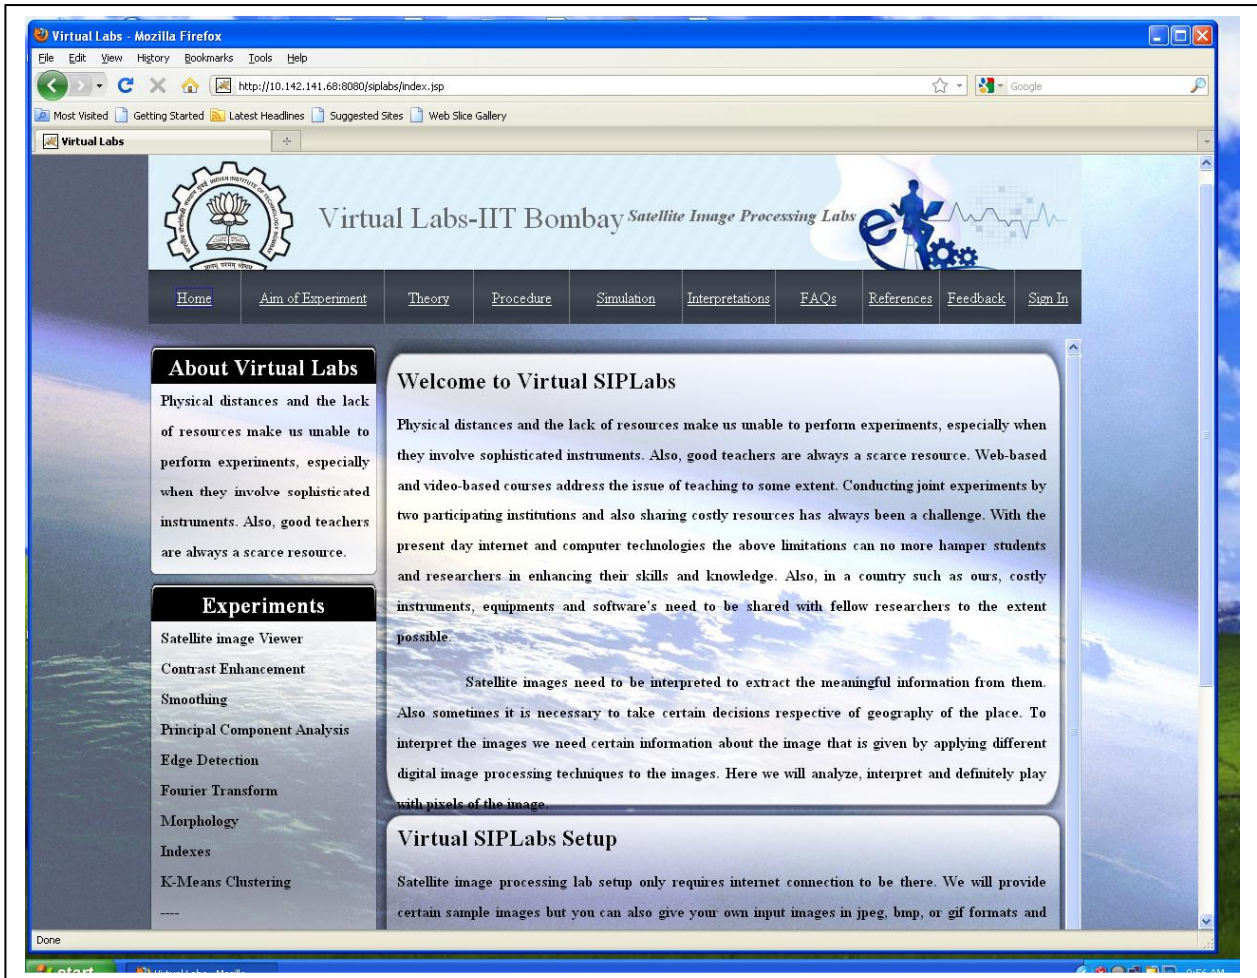 Virtual Labs - Mozilla Firefox
File Edit View History Bookmarks Tools Help
http://10.142.141.68:8080/siplabs/index.jsp
Google
Most Visited Getting Started Latest Headlines Suggested Sites Web Slice Gallery
Virtual Labs
INDIAN INSTITUTE OF TECHNOLOGY BOMBAY
Virtual Labs-IIT Bombay Satellite Image Processing Labs
Home Aim of Experiment Theory Procedure Simulation Interpretations FAQs References Feedback Sign In
About Virtual Labs
Physical distances and the lack
of resources make us unable to
perform experiments, especially
when they involve sophisticated
instruments. Also, good teachers
are always a scarce resource.
Experiments
Satellite image Viewer
Contrast Enhancement
Smoothing
Principal Component Analysis
Edge Detection
Fourier Transform
Morphology
Indexes
K-Means Clustering
----
Welcome to Virtual SIPLabs
Physical distances and the lack of resources make us unable to perform experiments, especially when
they involve sophisticated instruments. Also, good teachers are always a scarce resource. Web-based
and video-based courses address the issue of teaching to some extent. Conducting joint experiments by
two participating institutions and also sharing costly resources has always been a challenge. With the
present day internet and computer technologies the above limitations can no more hamper students
and researchers in enhancing their skills and knowledge. Also, in a country such as ours, costly
instruments, equipments and software's need to be shared with fellow researchers to the extent
possible.
Satellite images need to be interpreted to extract the meaningful information from them.
Also sometimes it is necessary to take certain decisions respective of geography of the place. To
interpret the images we need certain information about the image that is given by applying different
digital image processing techniques to the images. Here we will analyze, interpret and definitely play
with pixels of the image.
Virtual SIPLabs Setup
Satellite image processing lab setup only requires internet connection to be there. We will provide
certain sample images but you can also give your own input images in jpeg, bmp, or gif formats and
Done
start
9:56 AM